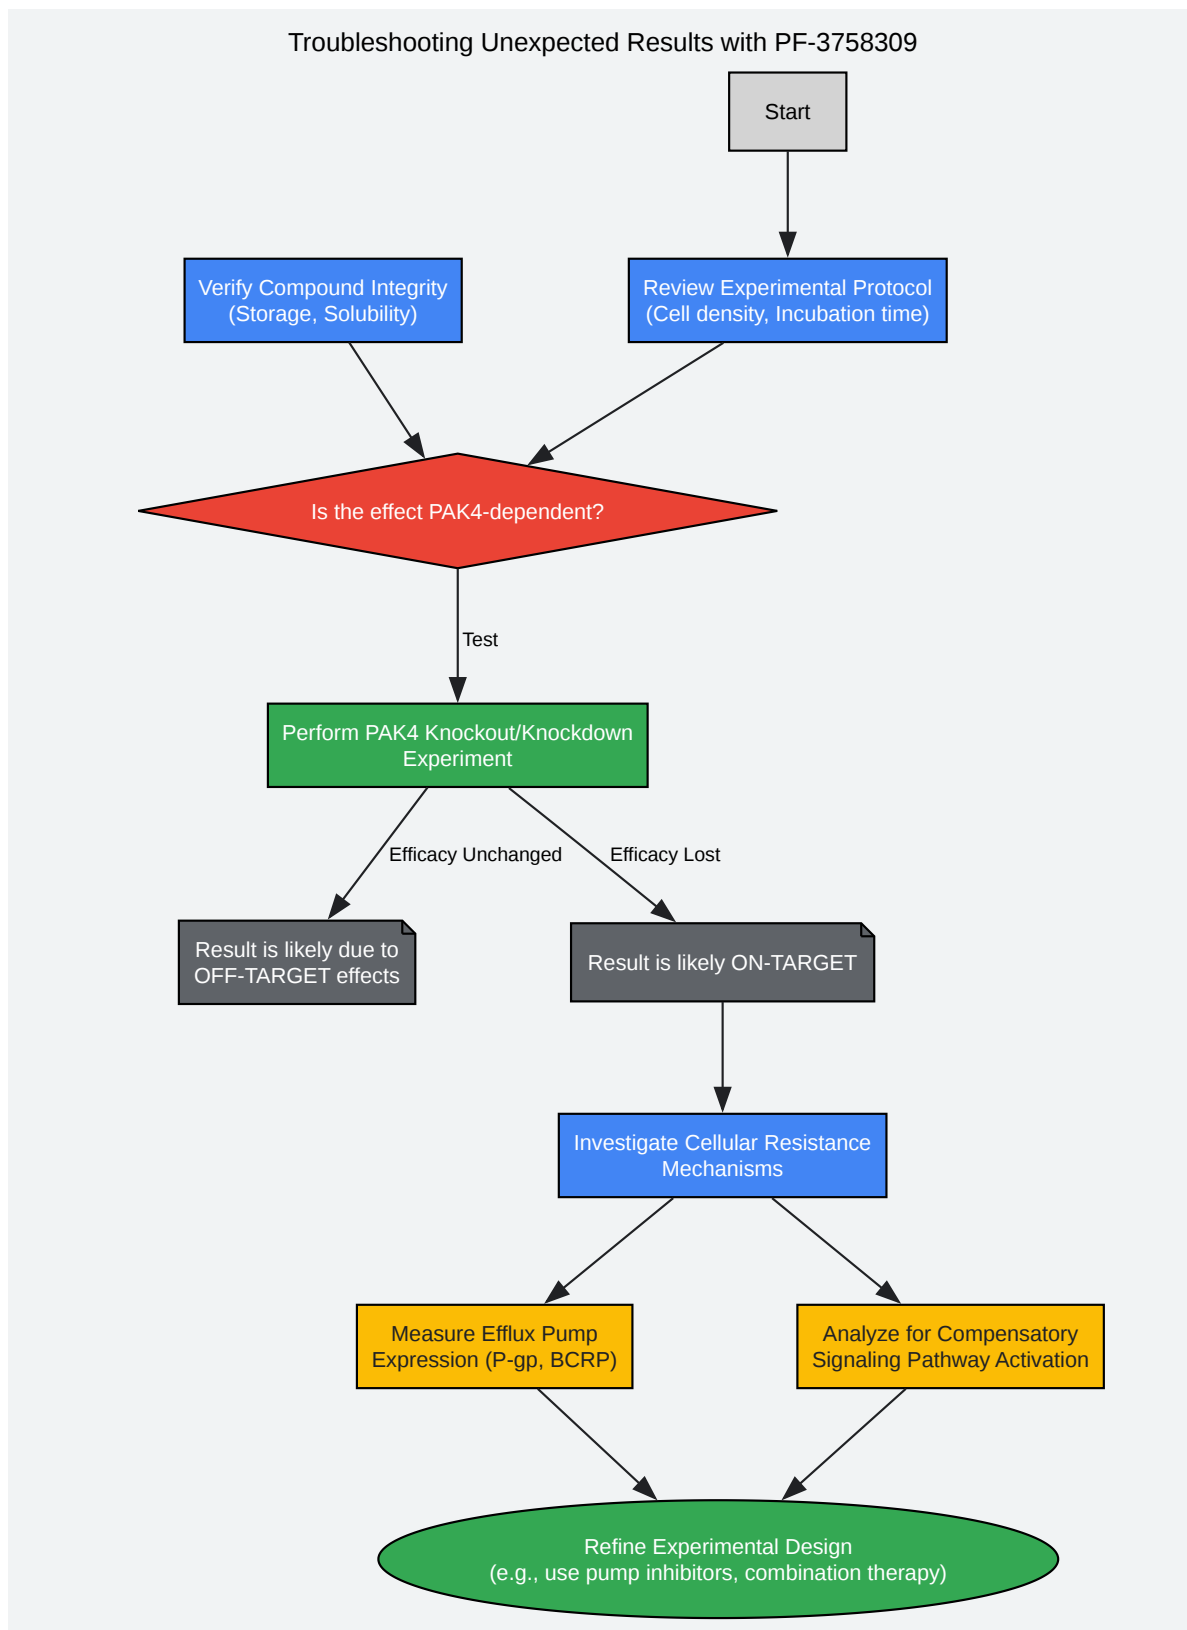 Troubleshooting Unexpected Results with PF-3758309
Start
Verify Compound Integrity
(Storage, Solubility)
Review Experimental Protocol
(Cell density, Incubation time)
Is the effect PAK4-dependent?
Test
Perform PAK4 Knockout/Knockdown
Experiment
Efficacy Unchanged
Efficacy Lost
Result is likely due to
OFF-TARGET effects
Result is likely ON-TARGET
Investigate Cellular Resistance
Mechanisms
Measure Efflux Pump
Expression (P-gp, BCRP)
Analyze for Compensatory
Signaling Pathway Activation
Refine Experimental Design
(e.g., use pump inhibitors, combination therapy)